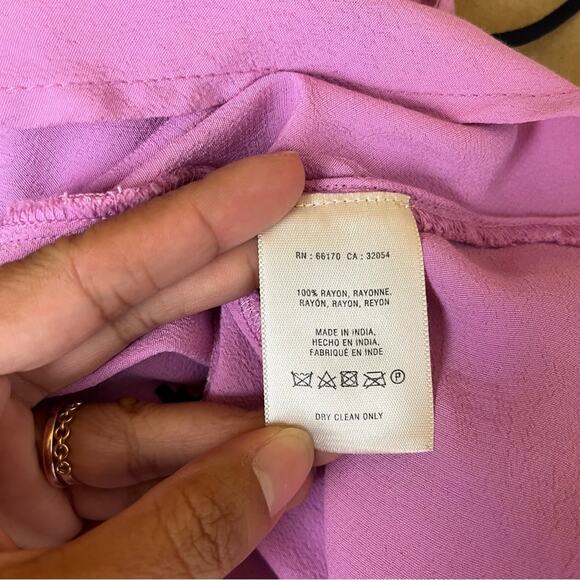 RN : 66170 CA : 32054
100% RAYON, RAYONNE,
RAYÓN, RAYON, REYON
MADE IN INDIA,
HECHO EN INDIA,
FABRIQUÉ EN INDE
P
DRY CLEAN ONLY